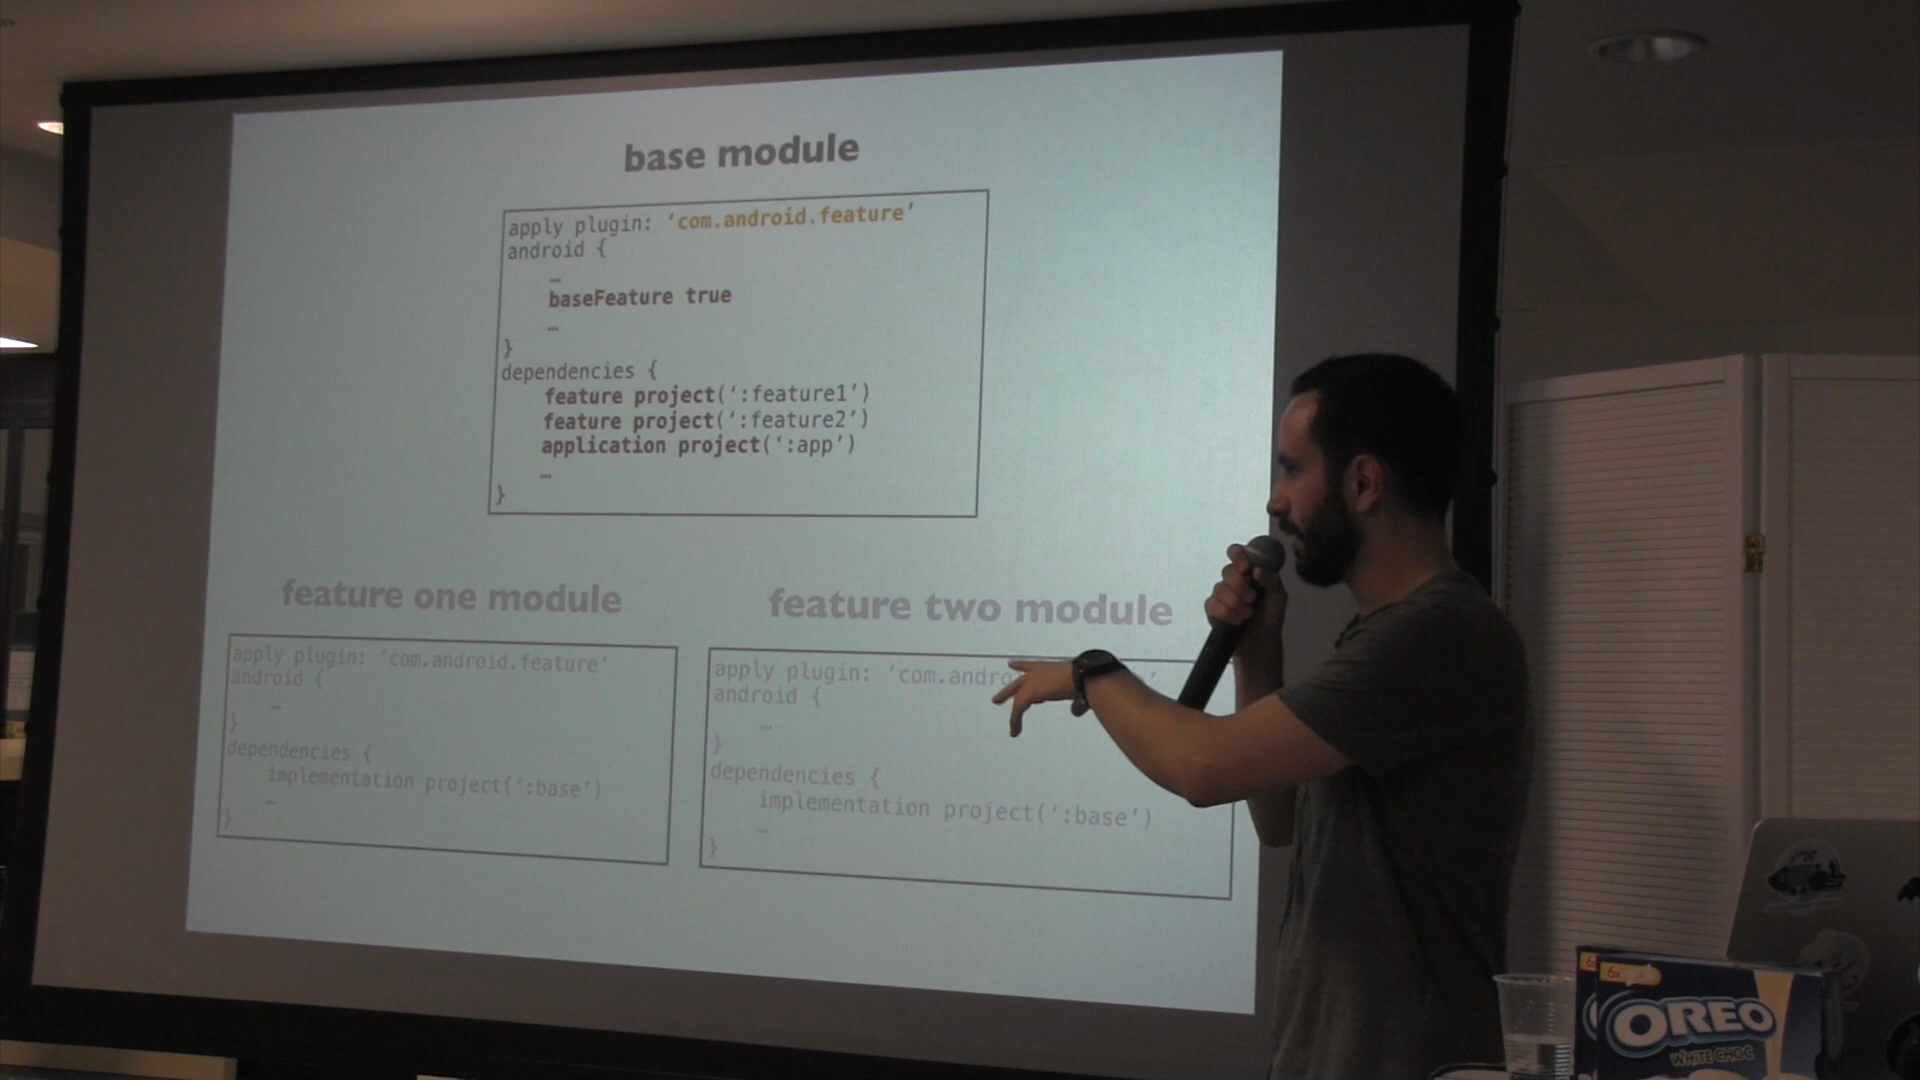 base module
apply plugin: ‘com.android.feature’
android {
…
baseFeature true
…
}
dependencies {
feature project(‘:feature1’)
feature project(‘:feature2’)
application project(‘:app’)
…
}
feature one module
apply plugin: ‘com.android.feature’
android {
…
}
dependencies {
implementation project(‘:base’)
…
}
feature two module
apply plugin: ‘com.andro ’
android {
…
}
dependencies {
implementation project(‘:base’)
…
}
6x
OREO
WHITE CHOC